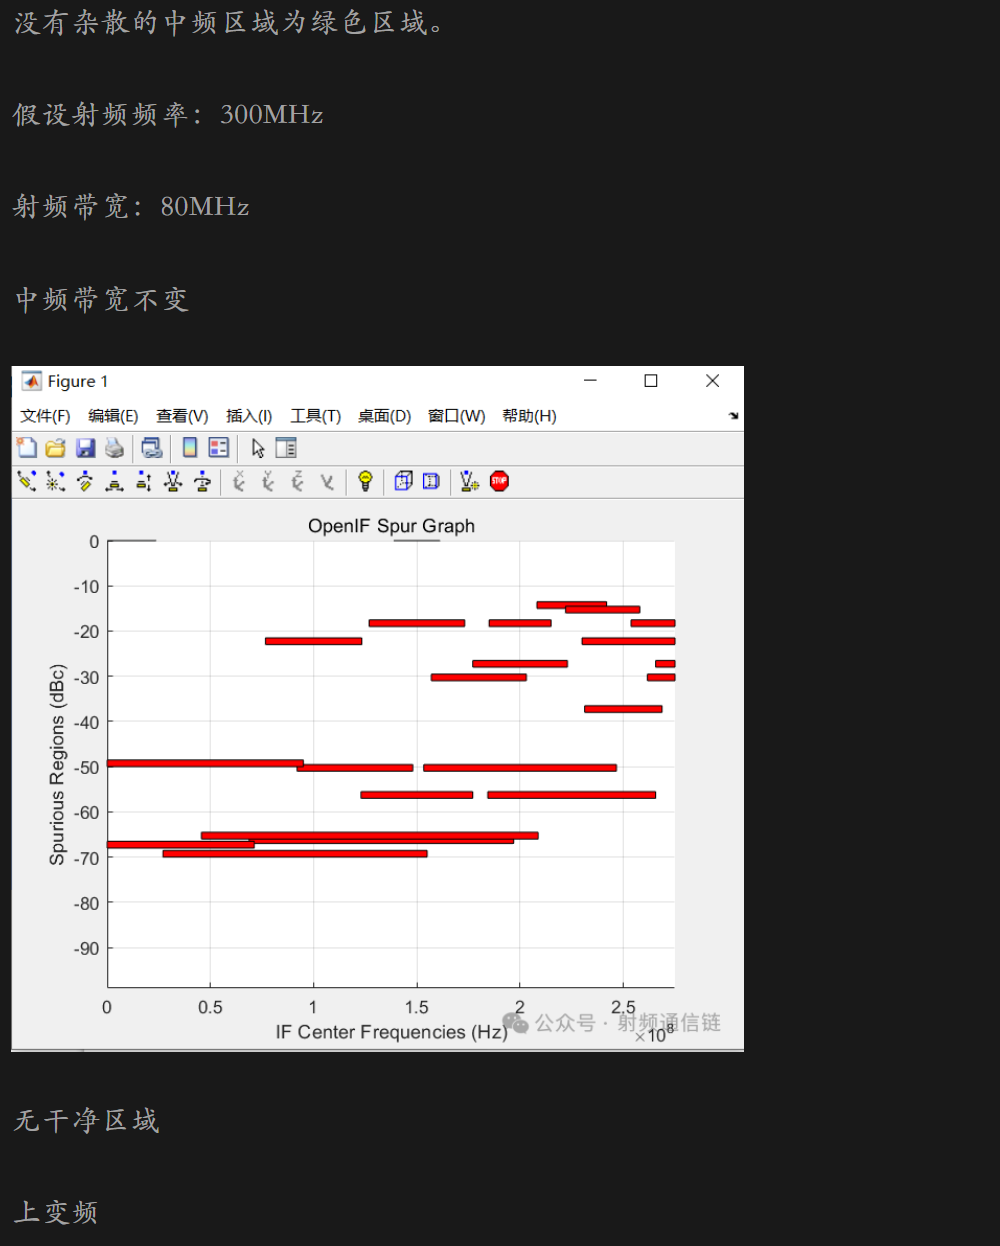 没有杂散的中频区域为绿色区域。
假设射频频率：300MHz
射频带宽：80MHz
中频带宽不变
Figure 1
文件(F) 编辑(E) 查看(V) 插入(I) 工具(T) 桌面(D) 窗口(W) 帮助(H)
X Y Z
STOP
OpenIF Spur Graph
0
-10
-20
-30
-40
-50
-60
-70
-80
-90
Spurious Regions (dBc)
0 0.5 1 1.5 2 2.5
×10⁸
IF Center Frequencies (Hz)
公众号 · 射频通信链
无干净区域
上变频